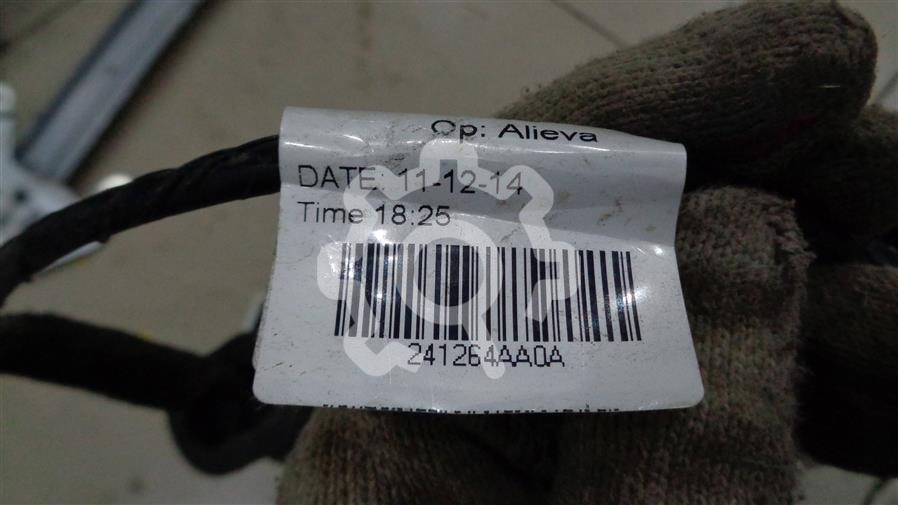 Op: Alieva
DATE: 11-12-14
Time 18:25
241264AA0A